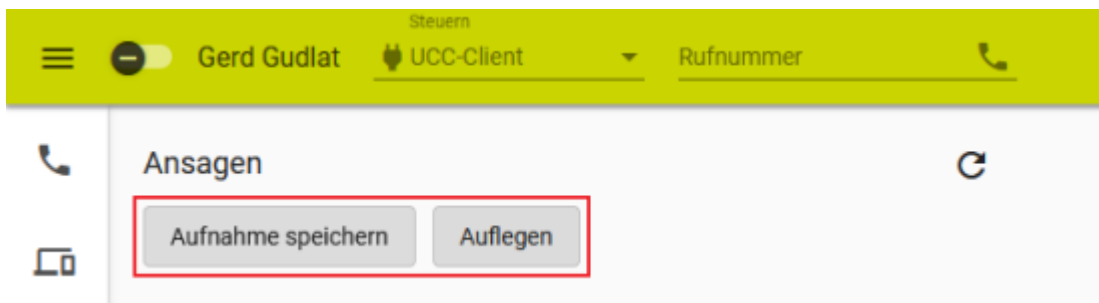 Steuern
Gerd Gudlat UCC-Client Rufnummer
Ansagen
Aufnahme speichern Auflegen